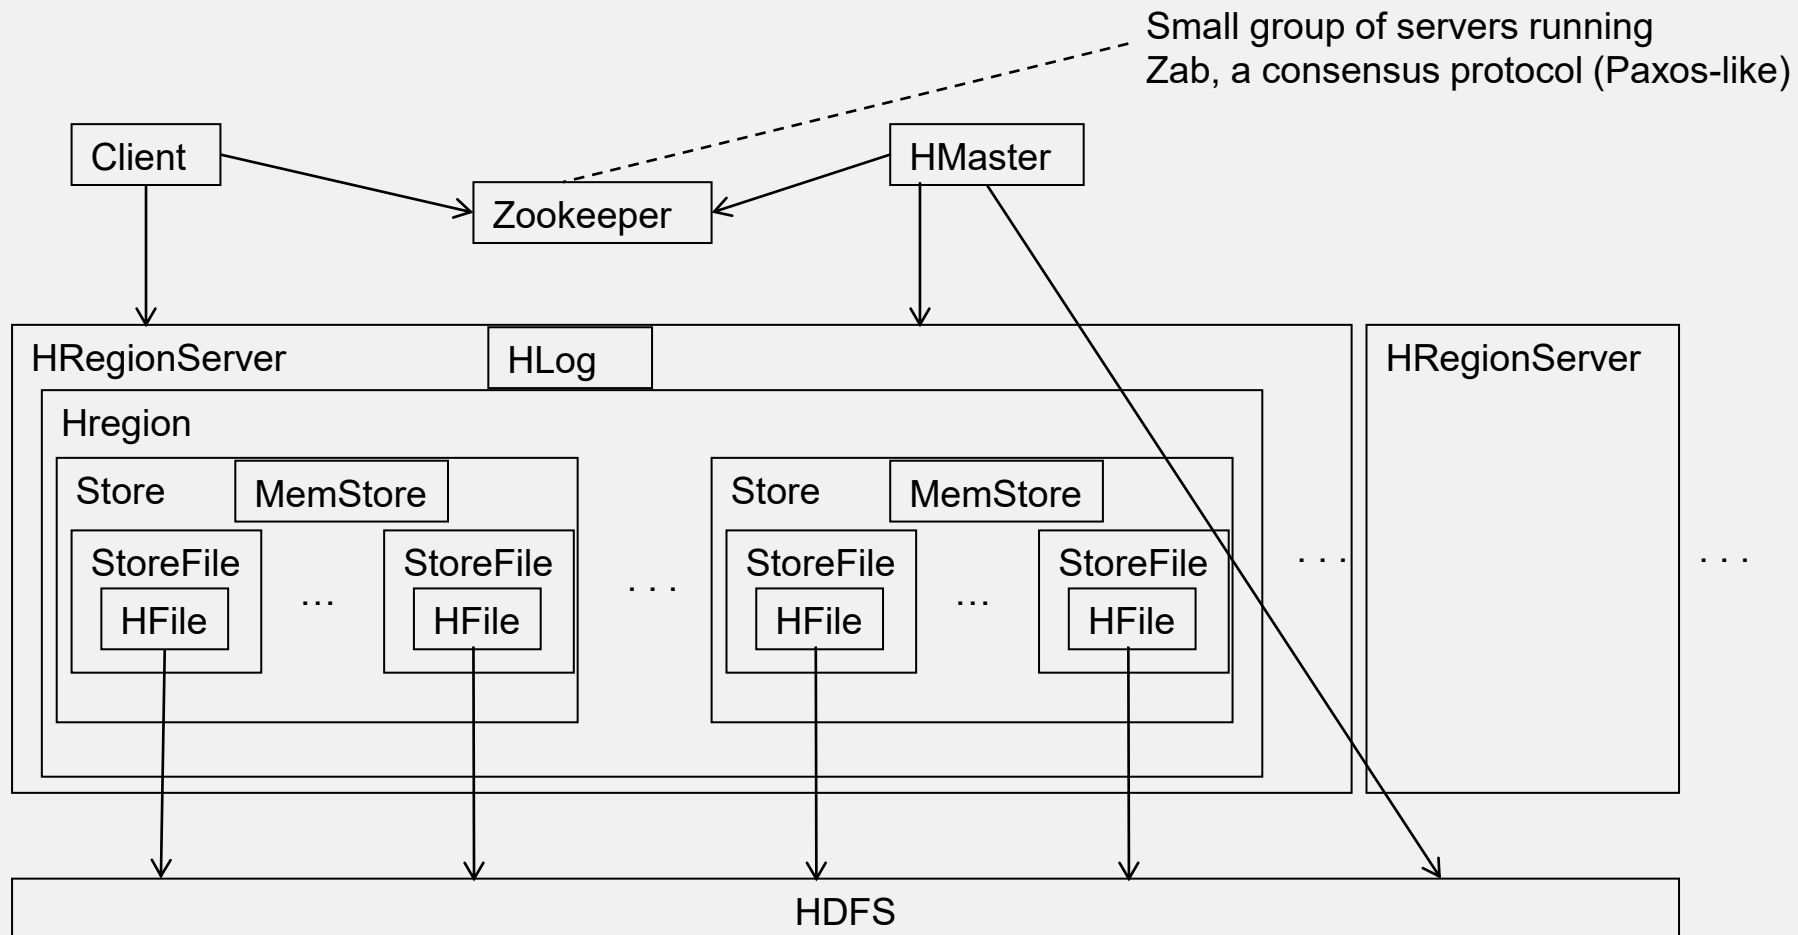 Small group of servers running
Zab, a consensus protocol (Paxos-like)
Client
HMaster
Zookeeper
HRegionServer
HLog
HRegionServer
Hregion
Store
MemStore
Store
MemStore
StoreFile
StoreFile
StoreFile
StoreFile
...
. . .
...
. . .
. . .
HFile
HFile
HFile
HFile
HDFS